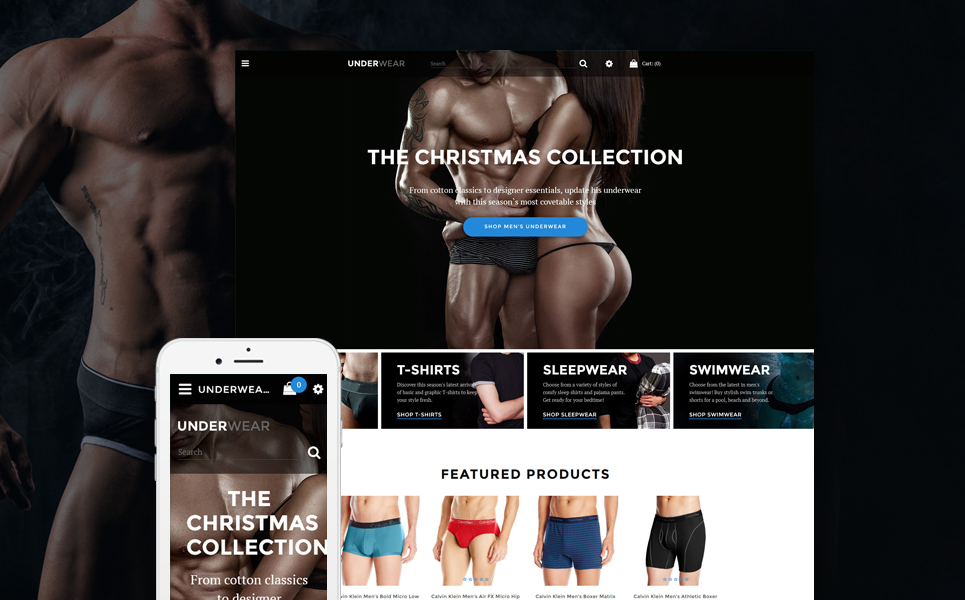 UNDERWEAR
Search
Cart: (0)
THE CHRISTMAS COLLECTION
From cotton classics to designer essentials, update his underwear
with this season's most covetable styles
SHOP MEN'S UNDERWEAR
T-SHIRTS
Discover this season's latest arrivals
of basic and graphic T-shirts to keep
your style fresh.
SHOP T-SHIRTS
SLEEPWEAR
Choose from a variety of styles of
comfy sleep shirts and pajama pants.
Get ready for your bedtime!
SHOP SLEEPWEAR
SWIMWEAR
Choose from the latest in men's
swimwear! Buy stylish swim trunks or
shorts for a pool, beach and beyond.
SHOP SWIMWEAR
FEATURED PRODUCTS
Klein Men's Bold Micro Low
Calvin Klein Men's Air FX Micro Hip
Calvin Klein Men's Boxer Matrix
Calvin Klein Men's Athletic Boxer
UNDERWEA...
0
UNDERWEAR
Search
THE
CHRISTMAS
COLLECTION
From cotton classics
to designer